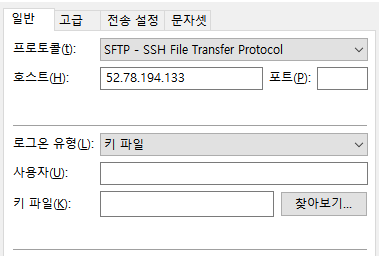 일반 고급 전송 설정 문자셋
프로토콜(t): SFTP - SSH File Transfer Protocol
호스트(H): 52.78.194.133 포트(P):
로그온 유형(L): 키 파일
사용자(U):
키 파일(K): 찾아보기...